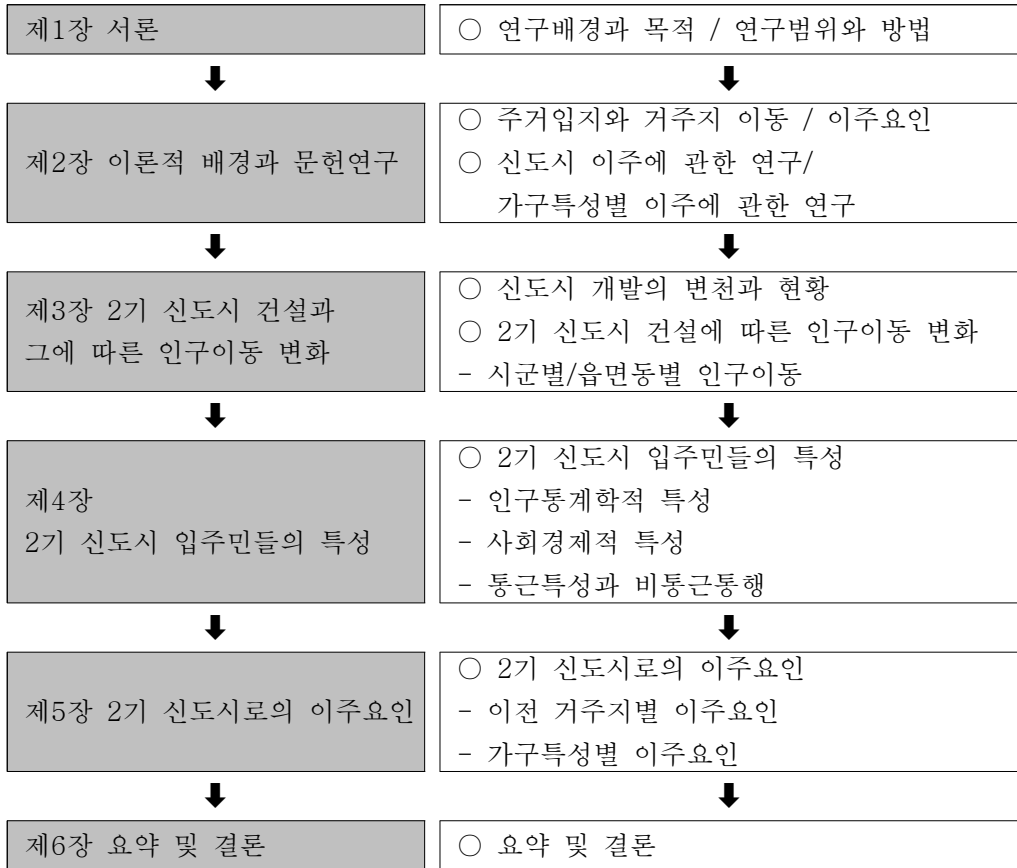 제1장 서론
○ 연구배경과 목적 / 연구범위와 방법
⬇ ⬇
제2장 이론적 배경과 문헌연구
○ 주거입지와 거주지 이동 / 이주요인
○ 신도시 이주에 관한 연구/
가구특성별 이주에 관한 연구
⬇ ⬇
제3장 2기 신도시 건설과
그에 따른 인구이동 변화
○ 신도시 개발의 변천과 현황
○ 2기 신도시 건설에 따른 인구이동 변화
- 시군별/읍면동별 인구이동
⬇ ⬇
제4장
2기 신도시 입주민들의 특성
○ 2기 신도시 입주민들의 특성
- 인구통계학적 특성
- 사회경제적 특성
- 통근특성과 비통근통행
⬇ ⬇
제5장 2기 신도시로의 이주요인
○ 2기 신도시로의 이주요인
- 이전 거주지별 이주요인
- 가구특성별 이주요인
⬇ ⬇
제6장 요약 및 결론
○ 요약 및 결론